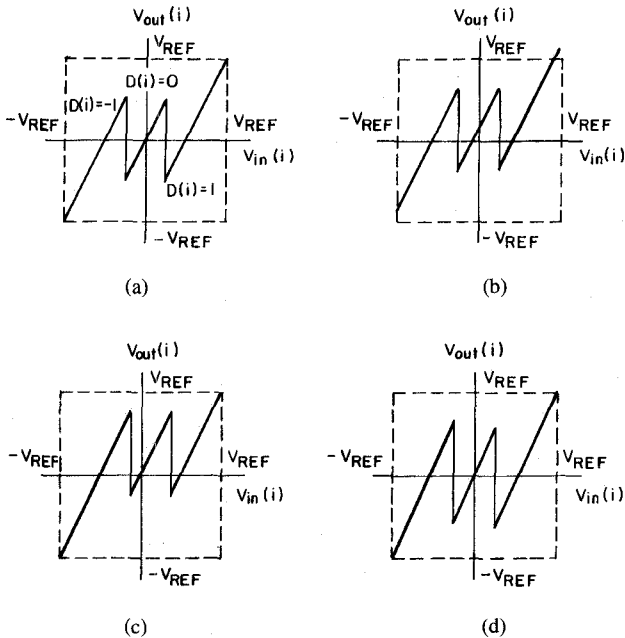 Vout(i)
VREF
D(i)=0
D(i)=-1
-VREF
VREF
Vin(i)
D(i)=1
-VREF
(a)
Vout(i)
VREF
-VREF
VREF
Vin(i)
-VREF
(b)
Vout(i)
VREF
-VREF
VREF
Vin(i)
-VREF
(c)
Vout(i)
VREF
-VREF
VREF
Vin(i)
-VREF
(d)